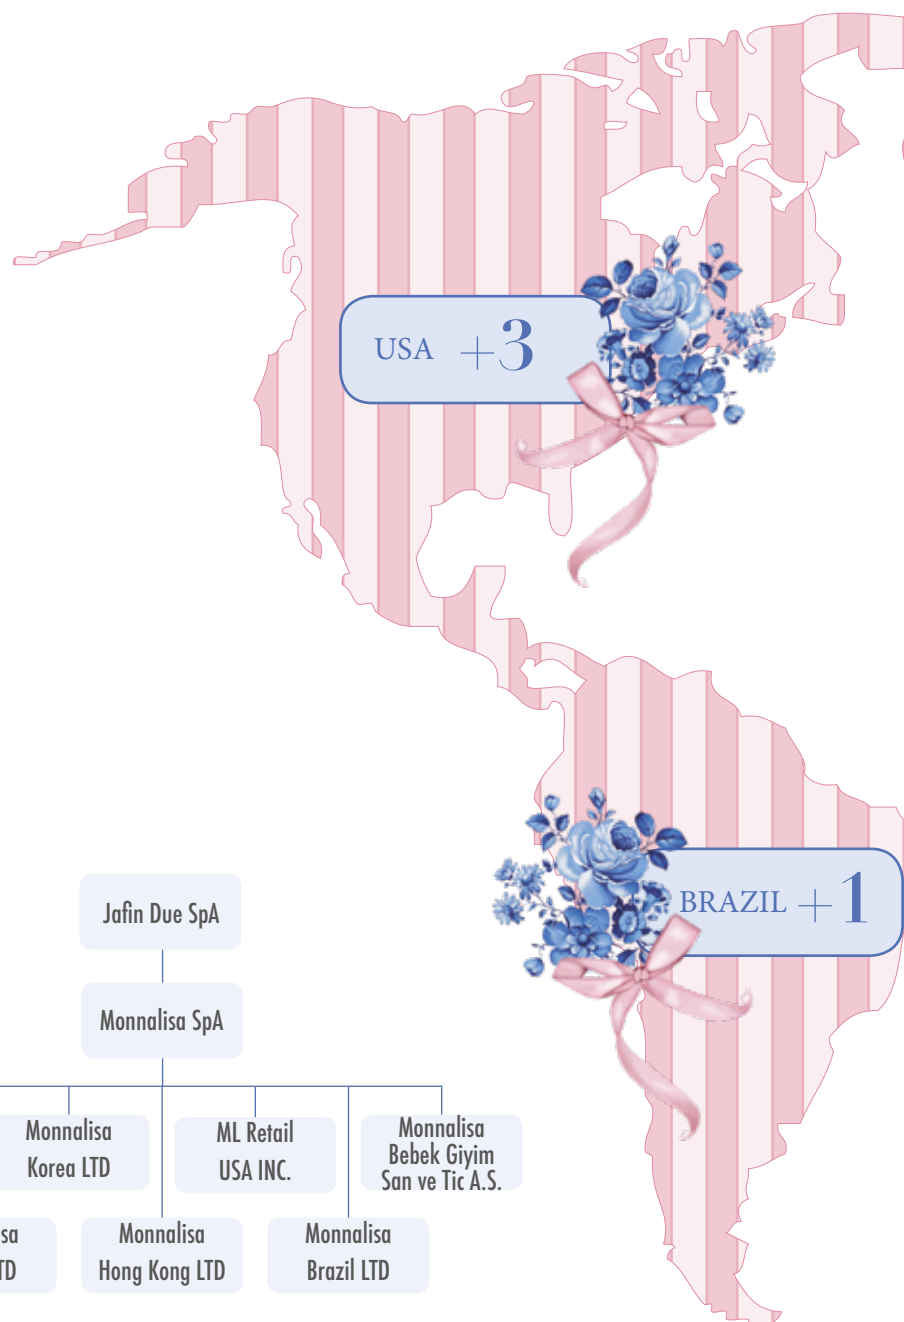 USA +3
BRAZIL +1
Jafin Due SpA
Monnalisa SpA
Monnalisa
Korea LTD
ML Retail
USA INC.
Monnalisa
Bebek Giyim
San ve Tic A.S.
Monnalisa
Hong Kong LTD
Monnalisa
Brazil LTD